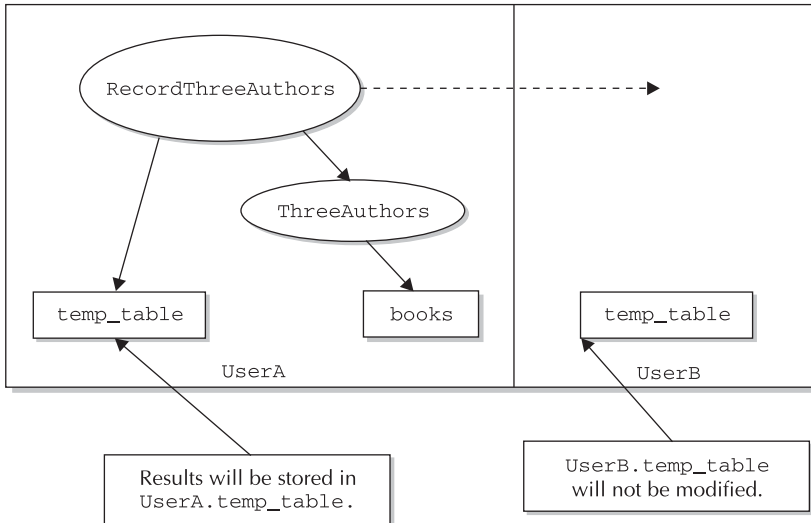 RecordThreeAuthors
ThreeAuthors
temp_table
books
temp_table
UserA
UserB
Results will be stored in
UserA.temp_table.
UserB.temp_table
will not be modified.